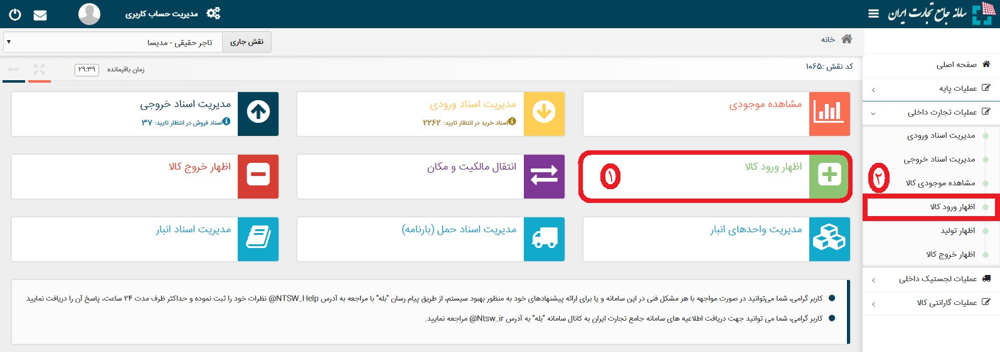 سامانه جامع تجارت ایران
مدیریت حساب کاربری
خانه
نقش جاری
تاجر حقیقی - مدیسا
کد نقش :۱۰۶۵
زمان باقیمانده
۲۹:۳۹
صفحه اصلی
عملیات پایه
عملیات تجارت داخلی
مدیریت اسناد ورودی
مدیریت اسناد خروجی
مشاهده موجودی کالا
۲
اظهار ورود کالا
اظهار تولید
اظهار خروج کالا
عملیات لجستیک داخلی
عملیات گارانتی کالا
مشاهده موجودی
مدیریت اسناد ورودی
اسناد خرید در انتظار تایید: ۲۲۶۲
مدیریت اسناد خروجی
اسناد فروش در انتظار تایید: ۳۷
اظهار ورود کالا
۱
انتقال مالکیت و مکان
اظهار خروج کالا
مدیریت واحدهای انبار
مدیریت اسناد حمل (بارنامه)
مدیریت اسناد انبار
کاربر گرامی، شما می‌توانید در صورت مواجهه با هر مشکل فنی در این سامانه و یا برای ارائه پیشنهادهای خود به منظور بهبود سیستم، از طریق پیام رسان "بله" با مراجعه به آدرس NTSW_Help@ نظرات خود را ثبت نموده و حداکثر ظرف مدت ۲۴ ساعت، پاسخ آن را دریافت نمایید
کاربر گرامی، شما می توانید جهت دریافت اطلاعیه های سامانه جامع تجارت ایران به کانال سامانه "بله" به آدرس Ntsw_ir@ مراجعه نمایید.